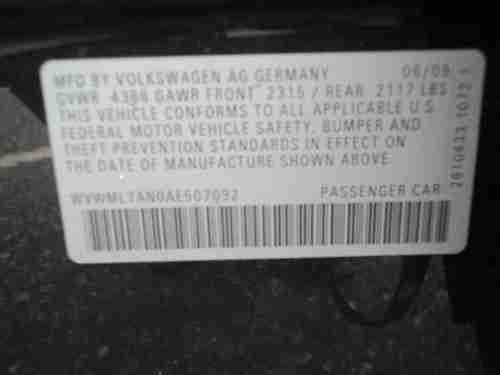 MFD BY VOLKSWAGEN AG GERMANY 06/09
GVWR 4388 GAWR FRONT 2315 / REAR 2117 LBS
THIS VEHICLE CONFORMS TO ALL APPLICABLE U.S.
FEDERAL MOTOR VEHICLE SAFETY, BUMPER AND
THEFT PREVENTION STANDARDS IN EFFECT ON
THE DATE OF MANUFACTURE SHOWN ABOVE.
WVWML7AN0AE507092 PASSENGER CAR